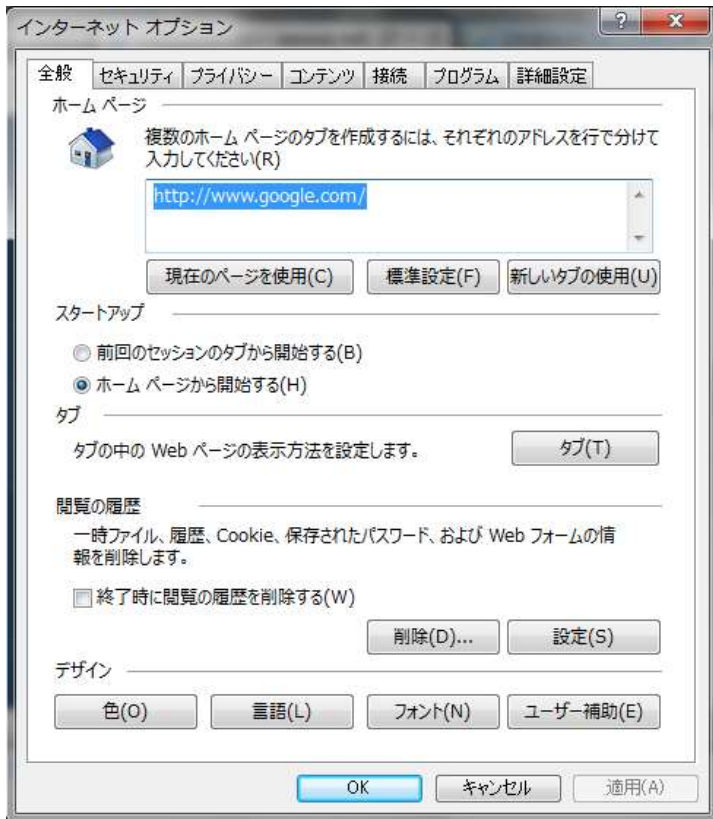 インターネット オプション
全般 セキュリティ プライバシー コンテンツ 接続 プログラム 詳細設定
ホーム ページ
複数のホーム ページのタブを作成するには、それぞれのアドレスを行で分けて
入力してください(R)
http://www.google.com/
現在のページを使用(C) 標準設定(F) 新しいタブの使用(U)
スタートアップ
前回のセッションのタブから開始する(B)
ホーム ページから開始する(H)
タブ
タブの中の Web ページの表示方法を設定します。 タブ(T)
閲覧の履歴
一時ファイル、履歴、Cookie、保存されたパスワード、および Web フォームの情
報を削除します。
終了時に閲覧の履歴を削除する(W)
削除(D)... 設定(S)
デザイン
色(O) 言語(L) フォント(N) ユーザー補助(E)
OK キャンセル 適用(A)